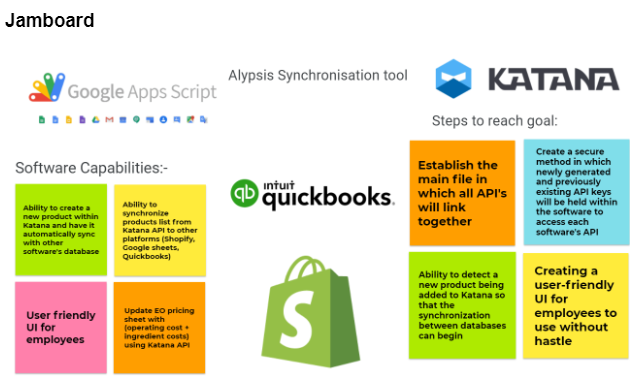 Jamboard
Google Apps Script
Alypsis Synchronisation tool
KATANA
Steps to reach goal:
Software Capabilities:-
Ability to create a
new product within
Katana and have it
automatically sync
with other
software's database
Ability to
synchronize
products list from
Katana API to other
platforms (Shopify,
Google sheets,
Quickbooks)
User friendly
UI for
employees
Update EO pricing
sheet with
(operating cost +
ingredient costs)
using Katana API
qb intuit
quickbooks.
S
Establish the
main file in
which all API's
will link
together
Create a secure
method in which
newly generated
and previously
existing API keys
will be held within
the software to
access each
software's API
Ability to detect a
new product being
added to Katana so
that the
synchronization
between databases
can begin
Creating a
user-friendly
UI for
employees to
use without
hastle